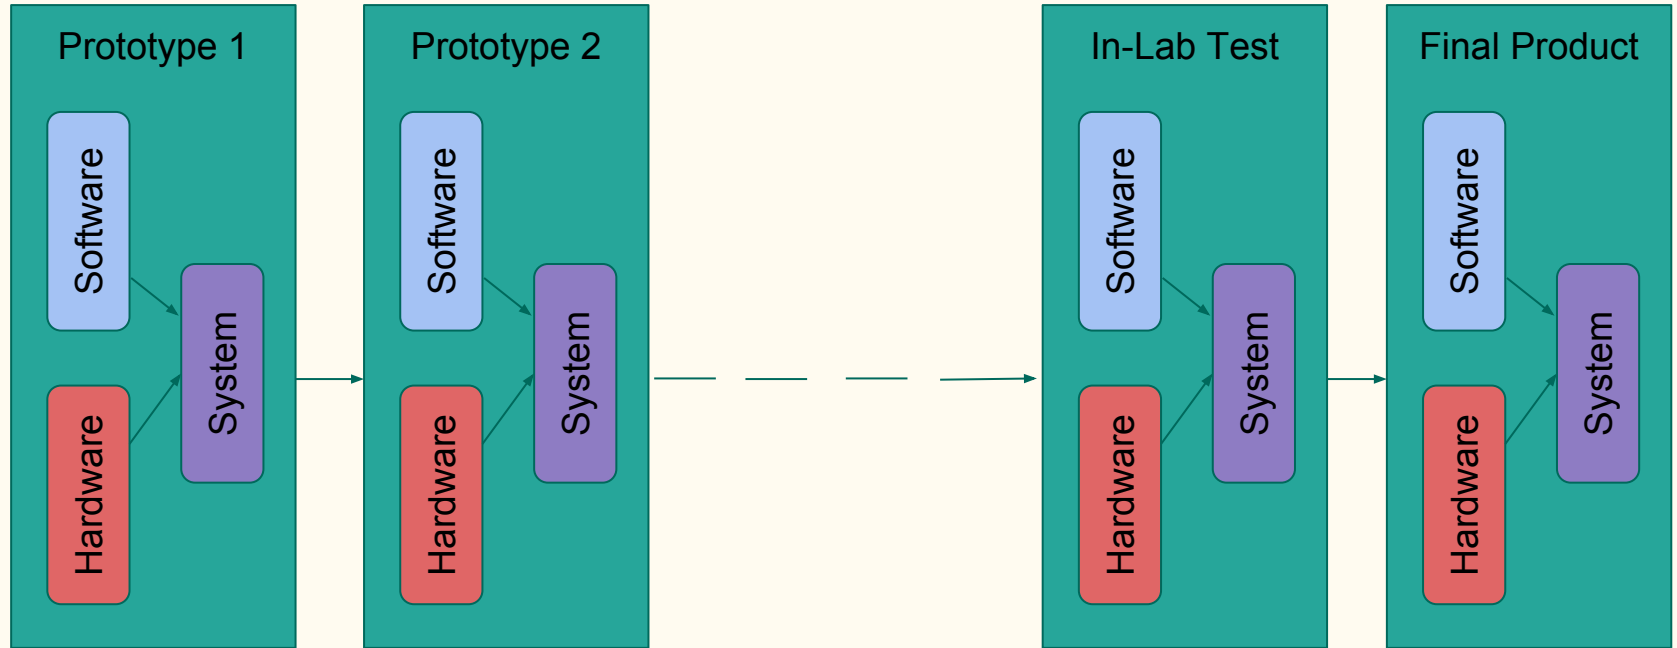 Prototype 1
Software
Hardware
System
Prototype 2
Software
Hardware
System
In-Lab Test
Software
Hardware
System
Final Product
Software
Hardware
System